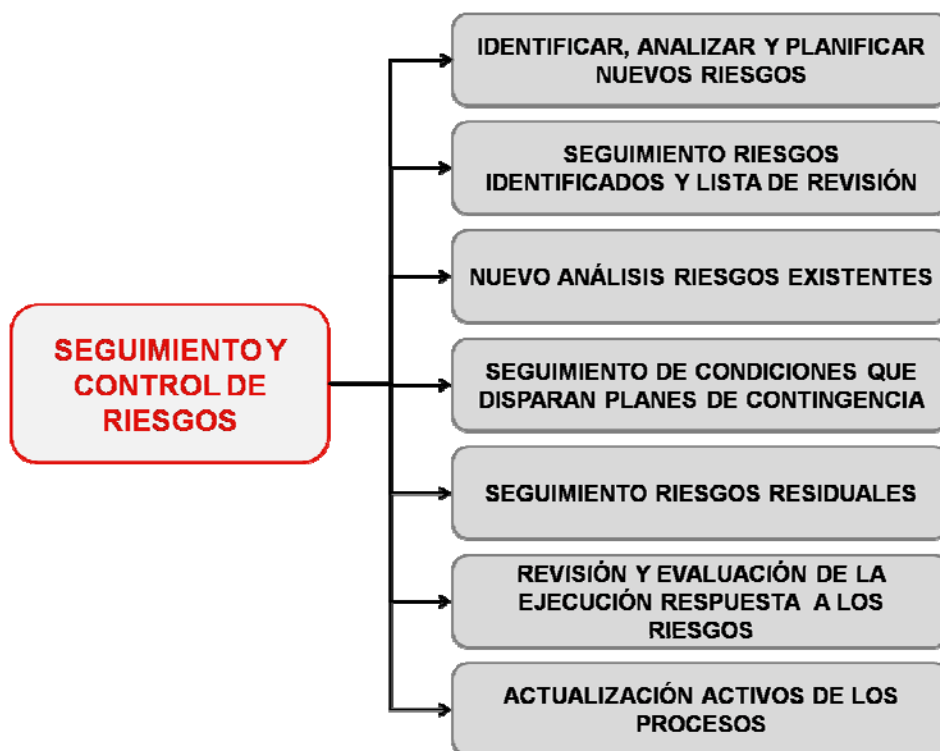 IDENTIFICAR, ANALIZAR Y PLANIFICAR
NUEVOS RIESGOS
SEGUIMIENTO RIESGOS
IDENTIFICADOS Y LISTA DE REVISIÓN
NUEVO ANÁLISIS RIESGOS EXISTENTES
SEGUIMIENTO Y
CONTROL DE
RIESGOS
SEGUIMIENTO DE CONDICIONES QUE
DISPARAN PLANES DE CONTINGENCIA
SEGUIMIENTO RIESGOS RESIDUALES
REVISIÓN Y EVALUACIÓN DE LA
EJECUCIÓN RESPUESTA A LOS
RIESGOS
ACTUALIZACIÓN ACTIVOS DE LOS
PROCESOS